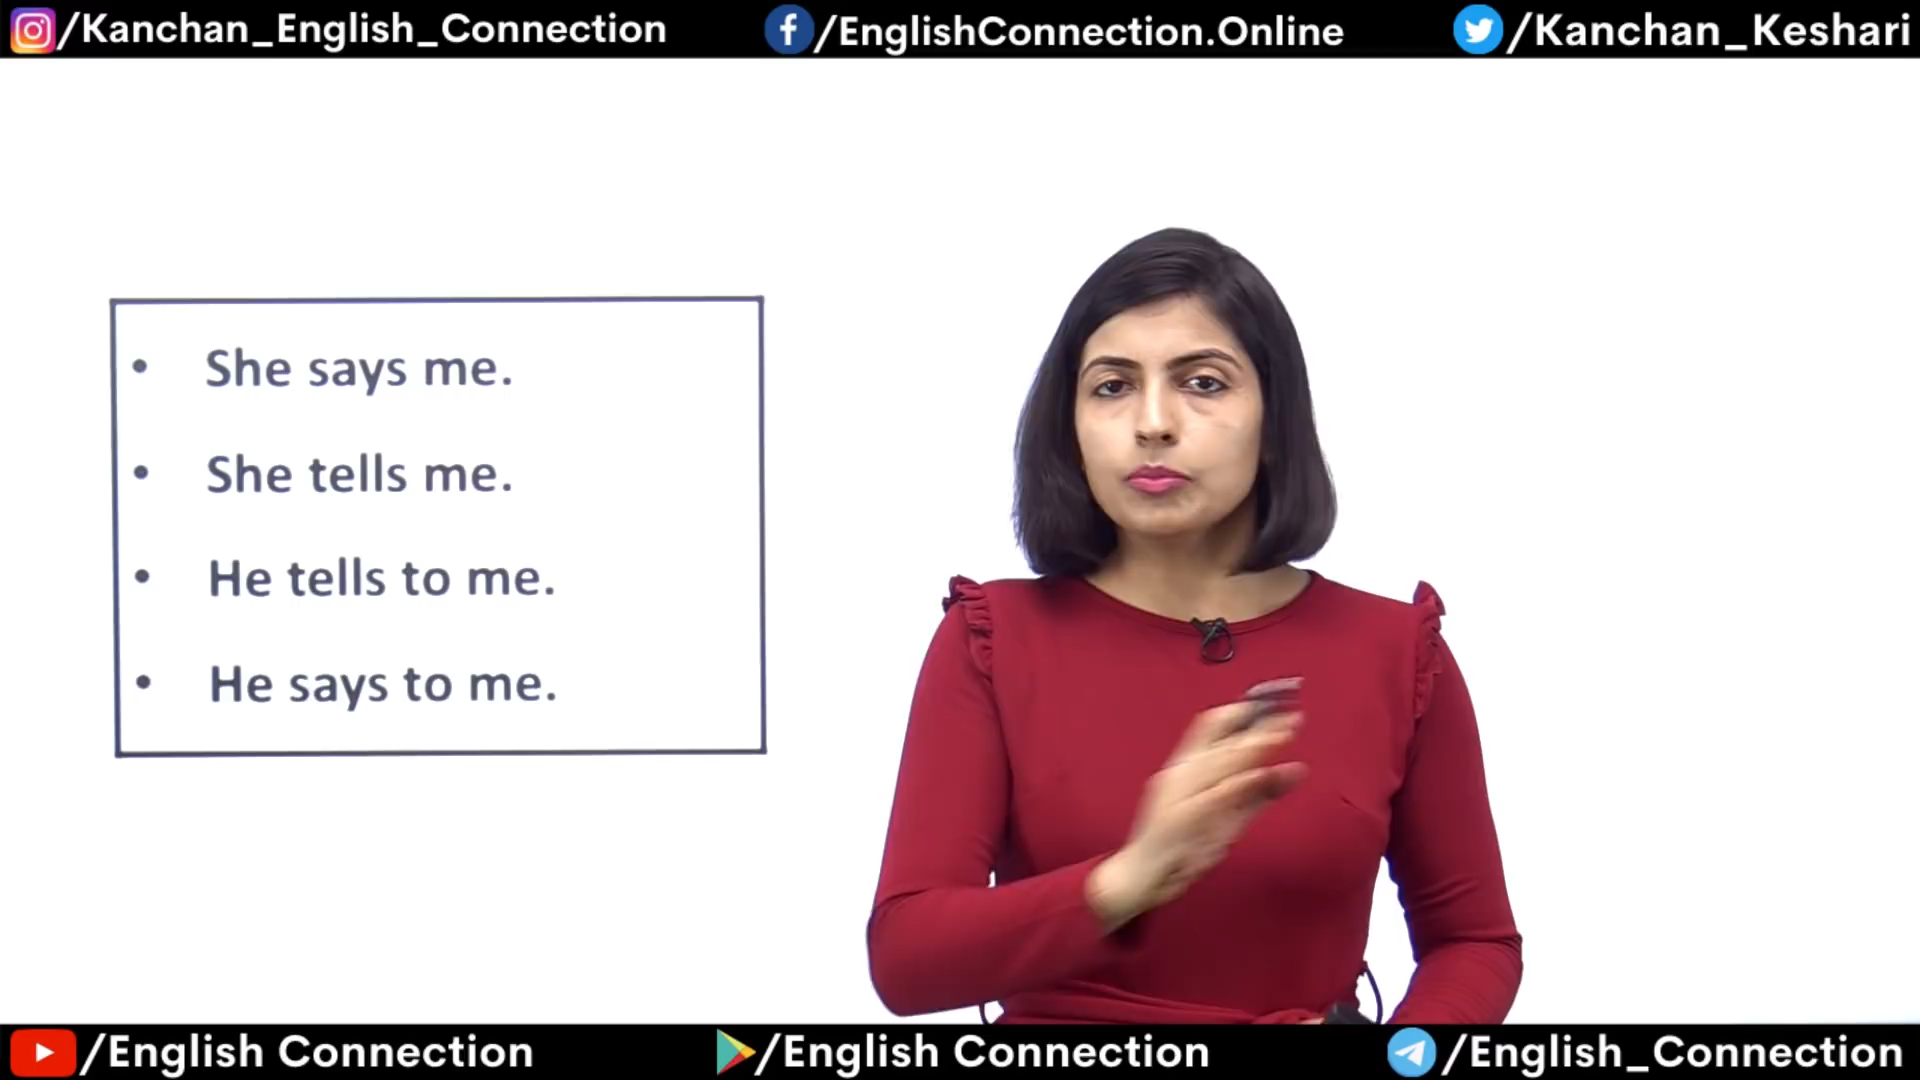 /Kanchan_English_Connection
/EnglishConnection.Online
/Kanchan_Keshari
• She says me.
• She tells me.
• He tells to me.
• He says to me.
/English Connection
/English Connection
/English_Connection